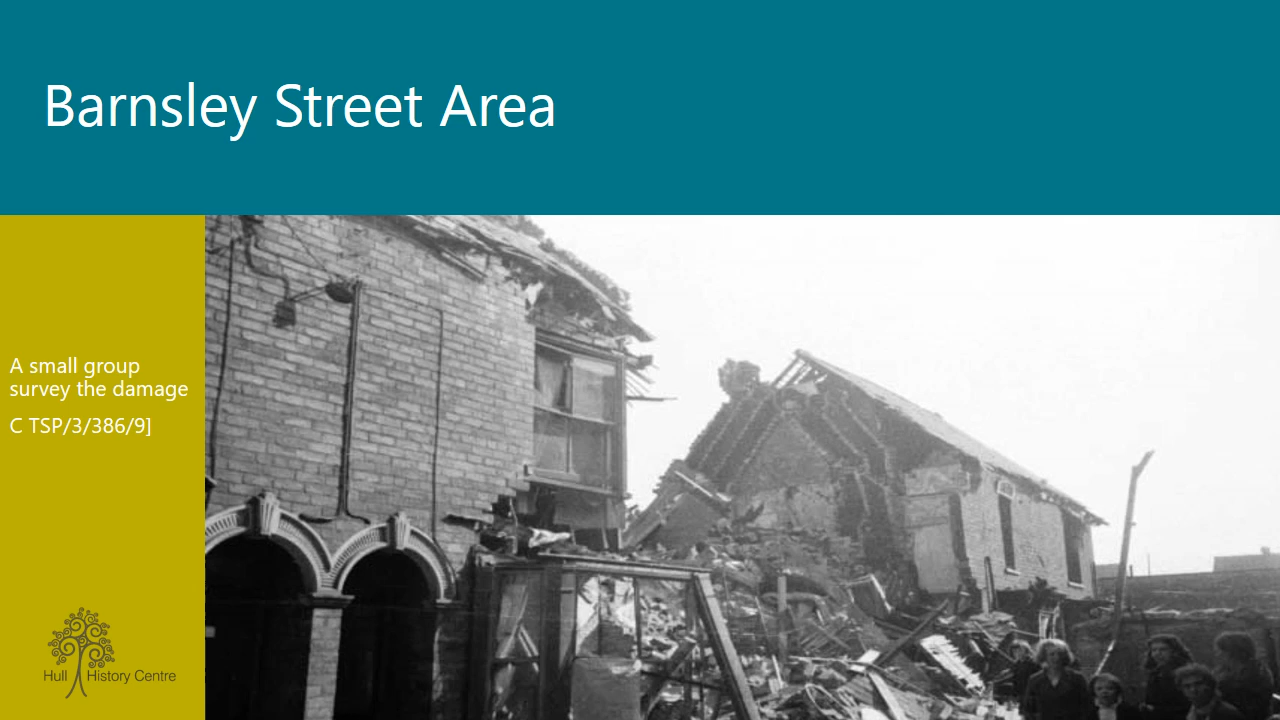 Barnsley Street Area
A small group
survey the damage
C TSP/3/386/9]
Hull History Centre